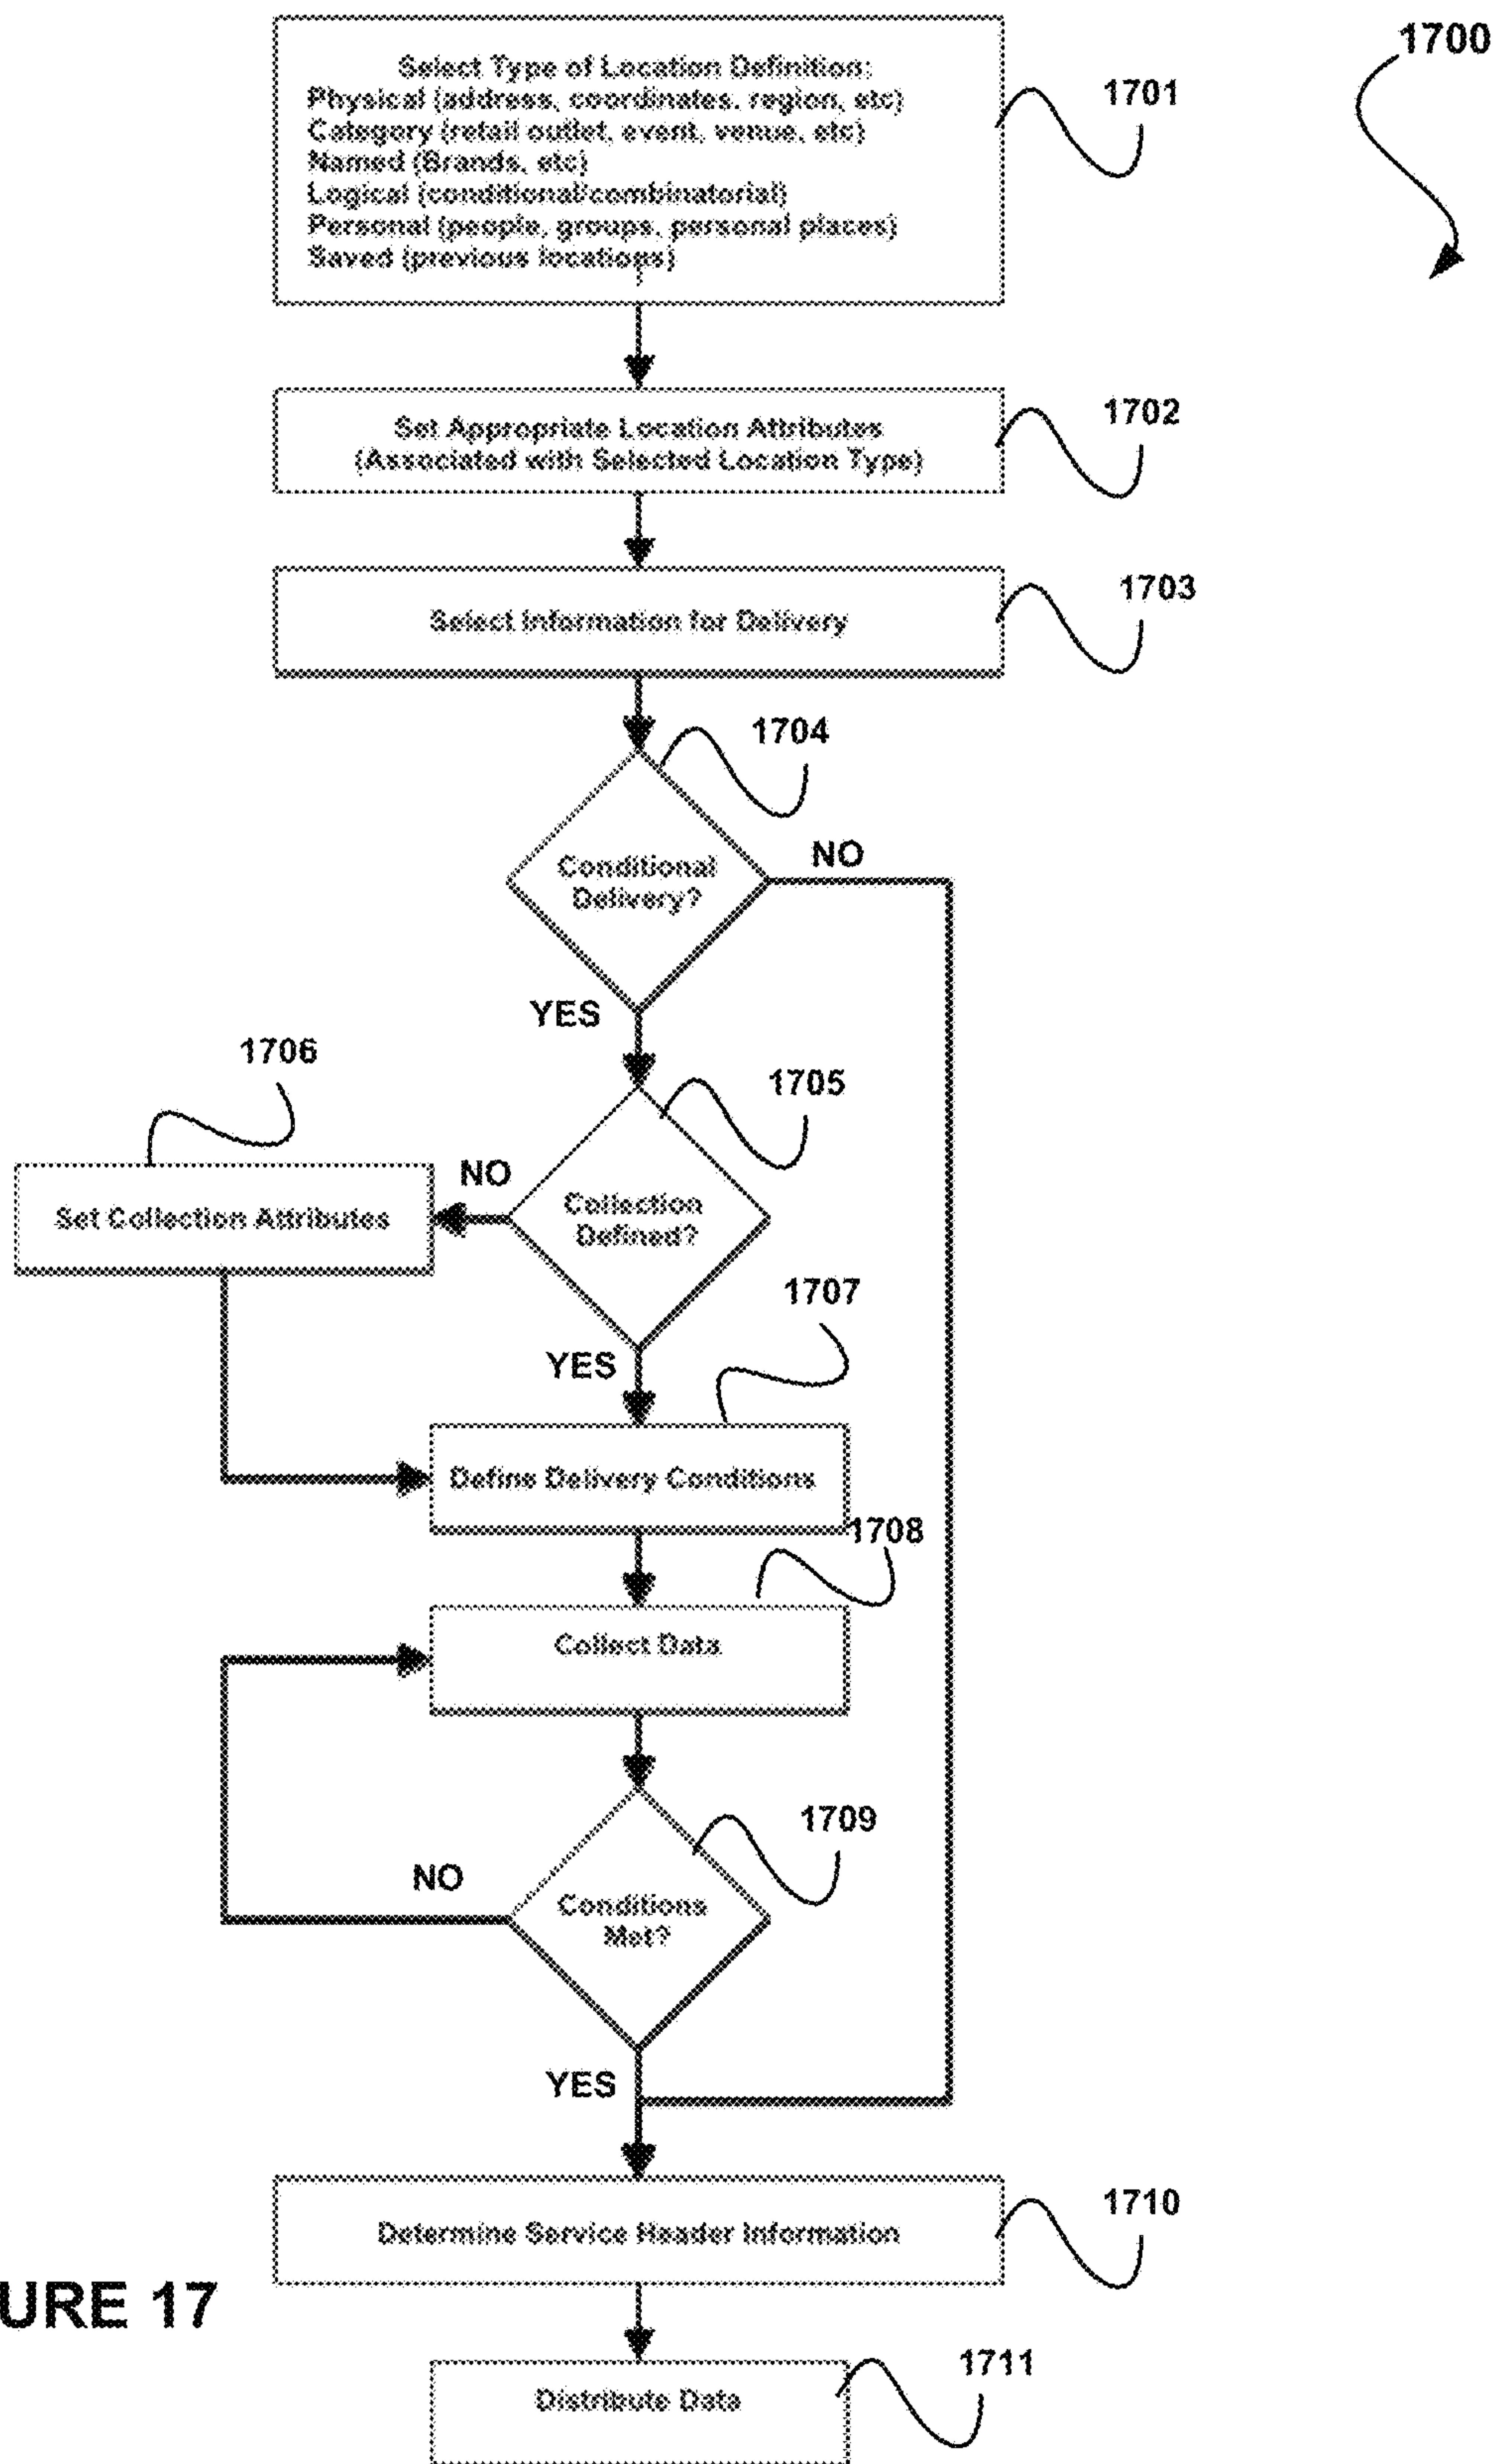 1700
Select Type of Location Definition:
Physical (address, coordinates, region, etc)
Category (retail outlet, event, venue, etc)
Named (Brands, etc)
Logical (conditional/combinatorial)
Personal (people, groups, personal places)
Saved (previous locations)
1701
Set Appropriate Location Attributes
(Associated with Selected Location Type)
1702
Select Information for Delivery
1703
1704
Conditional
Delivery?
NO
YES
1706
1705
Set Collection Attributes
NO
Collection
Defined?
1707
YES
Define Delivery Conditions
1708
Collect Data
1709
NO
Conditions
Met?
YES
1710
Determine Service Header Information
URE 17
1711
Distribute Data